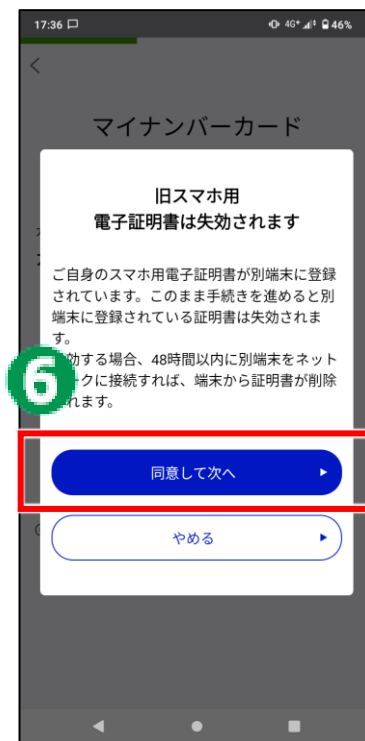 17:36 4G+ 46%
マイナンバーカード
旧スマホ用
電子証明書は失効されます
ご自身のスマホ用電子証明書が別端末に登録
されています。このまま手続きを進めると別
端末に登録されている証明書は失効されま
す。
効する場合、48時間以内に別端末をネット
クに接続すれば、端末から証明書が削除
れます。
6
同意して次へ
やめる